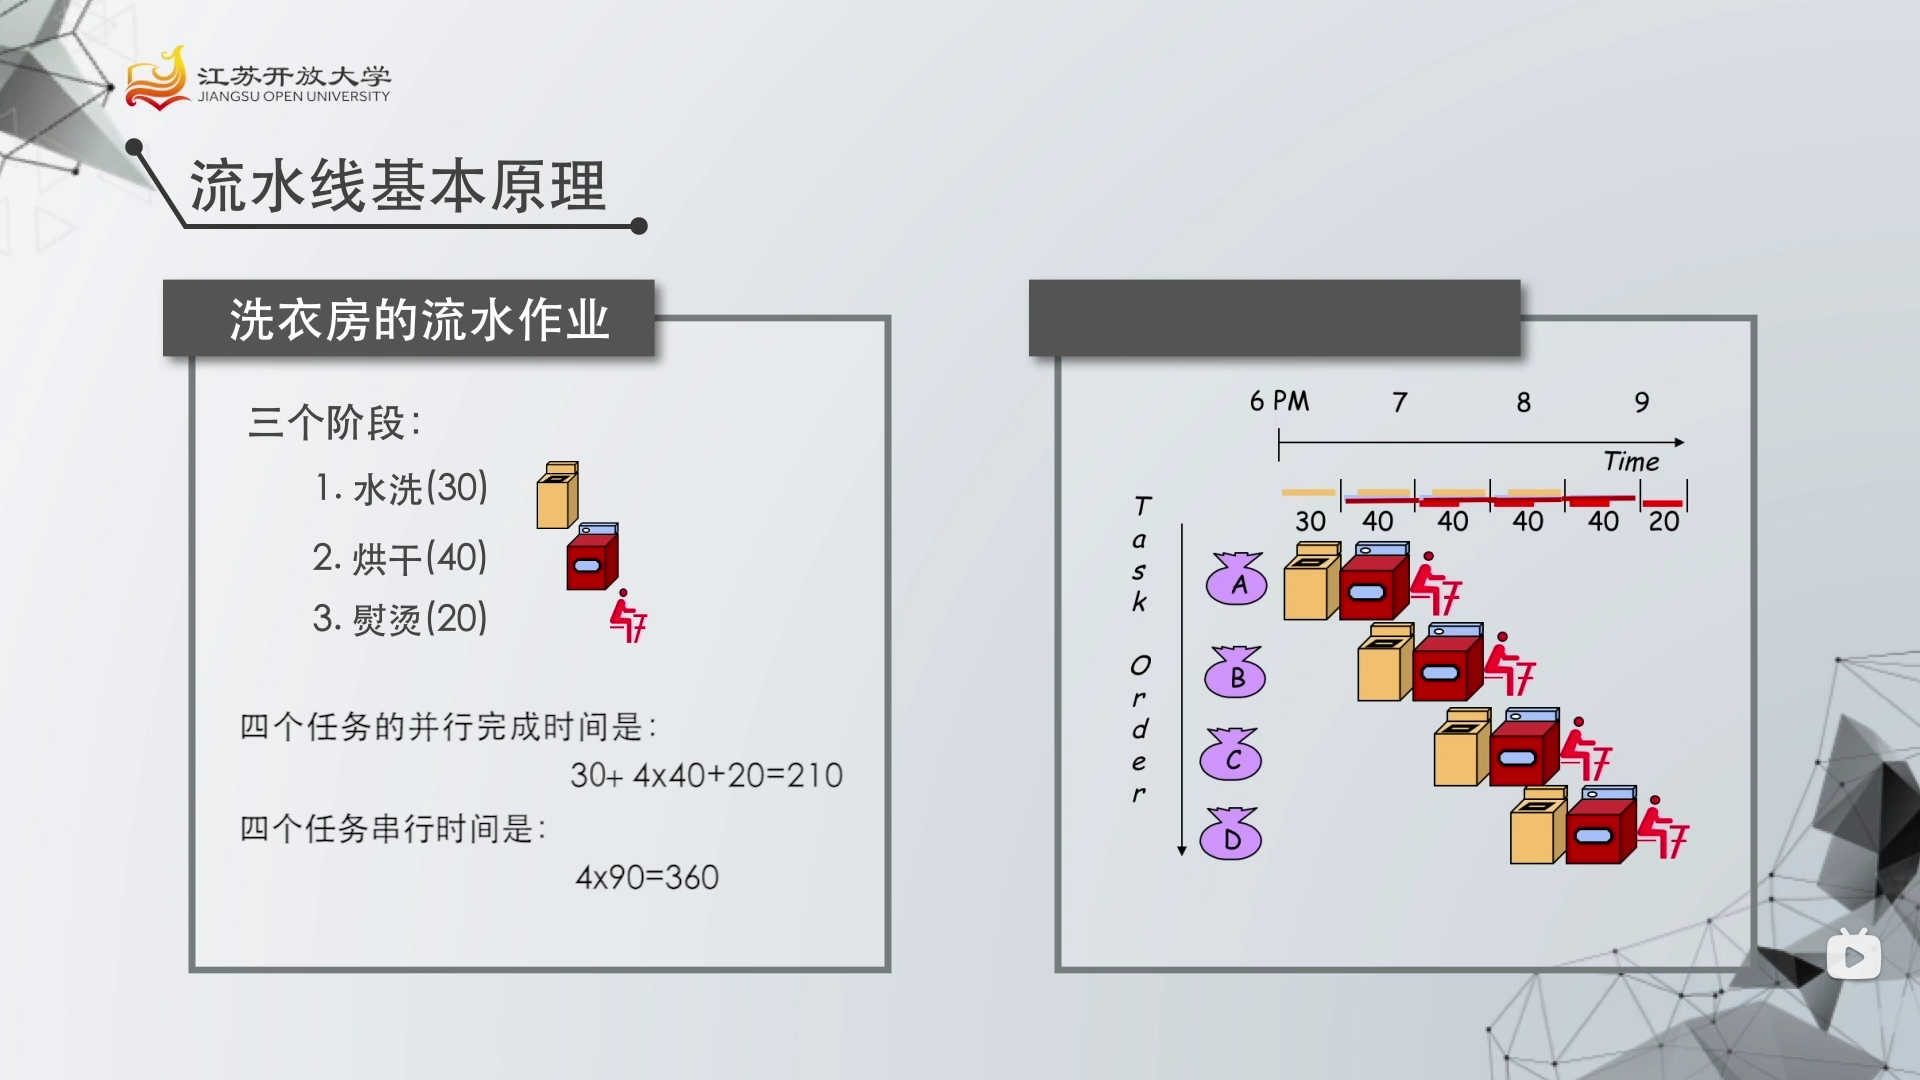 江苏开放大学
JIANGSU OPEN UNIVERSITY
流水线基本原理
洗衣房的流水作业
三个阶段：
1. 水洗(30)
2. 烘干(40)
3. 熨烫(20)
四个任务的并行完成时间是：
30+ 4x40+20=210
四个任务串行时间是：
4x90=360
6 PM 7 8 9
Time
30 40 40 40 40 20
Task Order
A
B
C
D